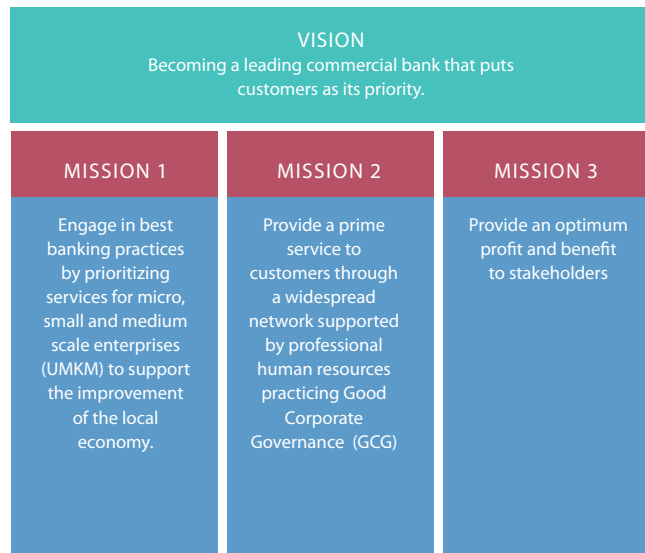 VISION
Becoming a leading commercial bank that puts
customers as its priority.
MISSION 1
Engage in best
banking practices
by prioritizing
services for micro,
small and medium
scale enterprises
(UMKM) to support
the improvement
of the local
economy.
MISSION 2
Provide a prime
service to
customers through
a widespread
network supported
by professional
human resources
practicing Good
Corporate
Governance (GCG)
MISSION 3
Provide an optimum
profit and benefit
to stakeholders